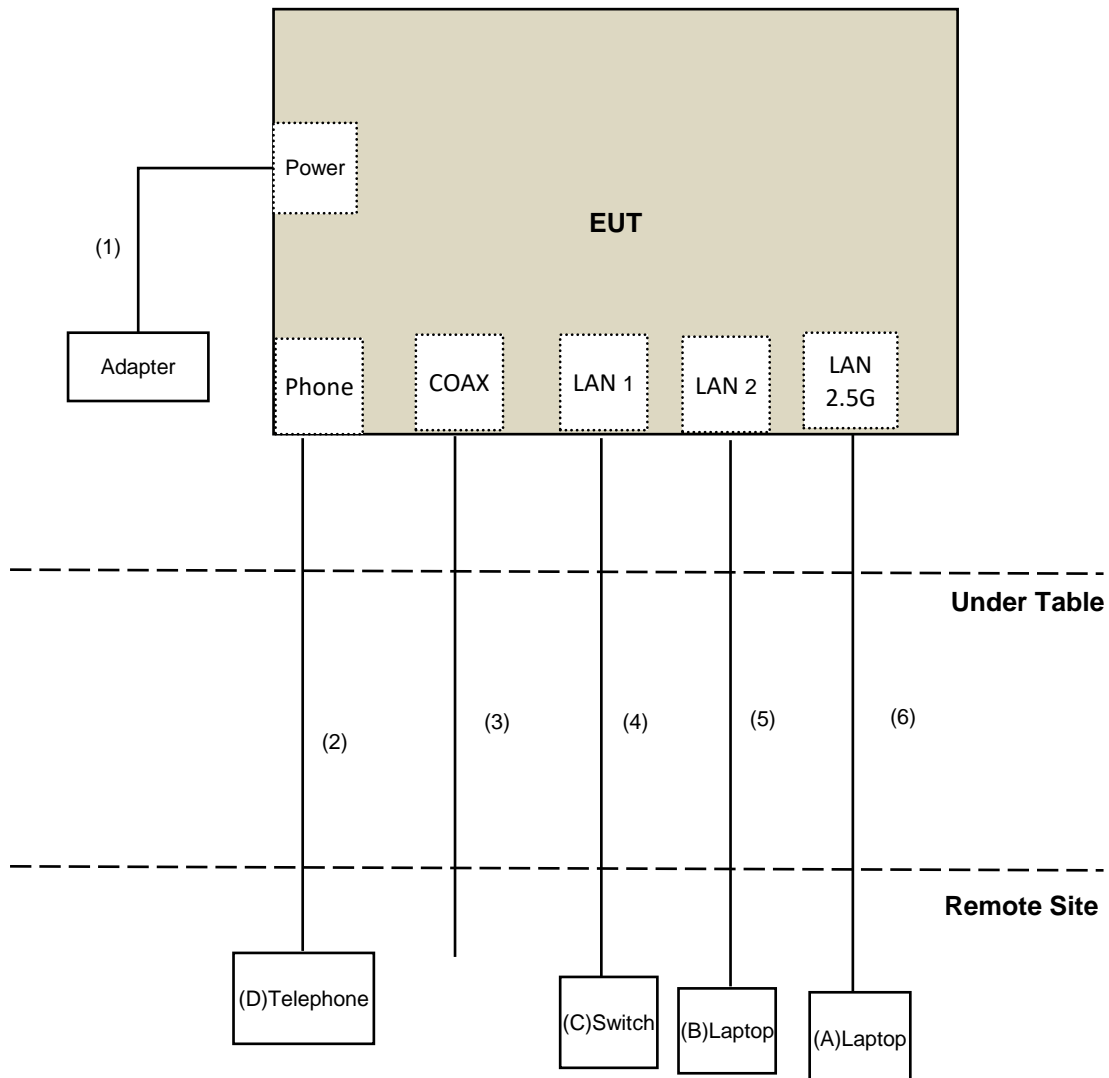 Power
EUT
(1)
Adapter
Phone
COAX
LAN 1
LAN 2
LAN
2.5G
Under Table
(2)
(3)
(4)
(5)
(6)
Remote Site
(D)Telephone
(C)Switch
(B)Laptop
(A)Laptop